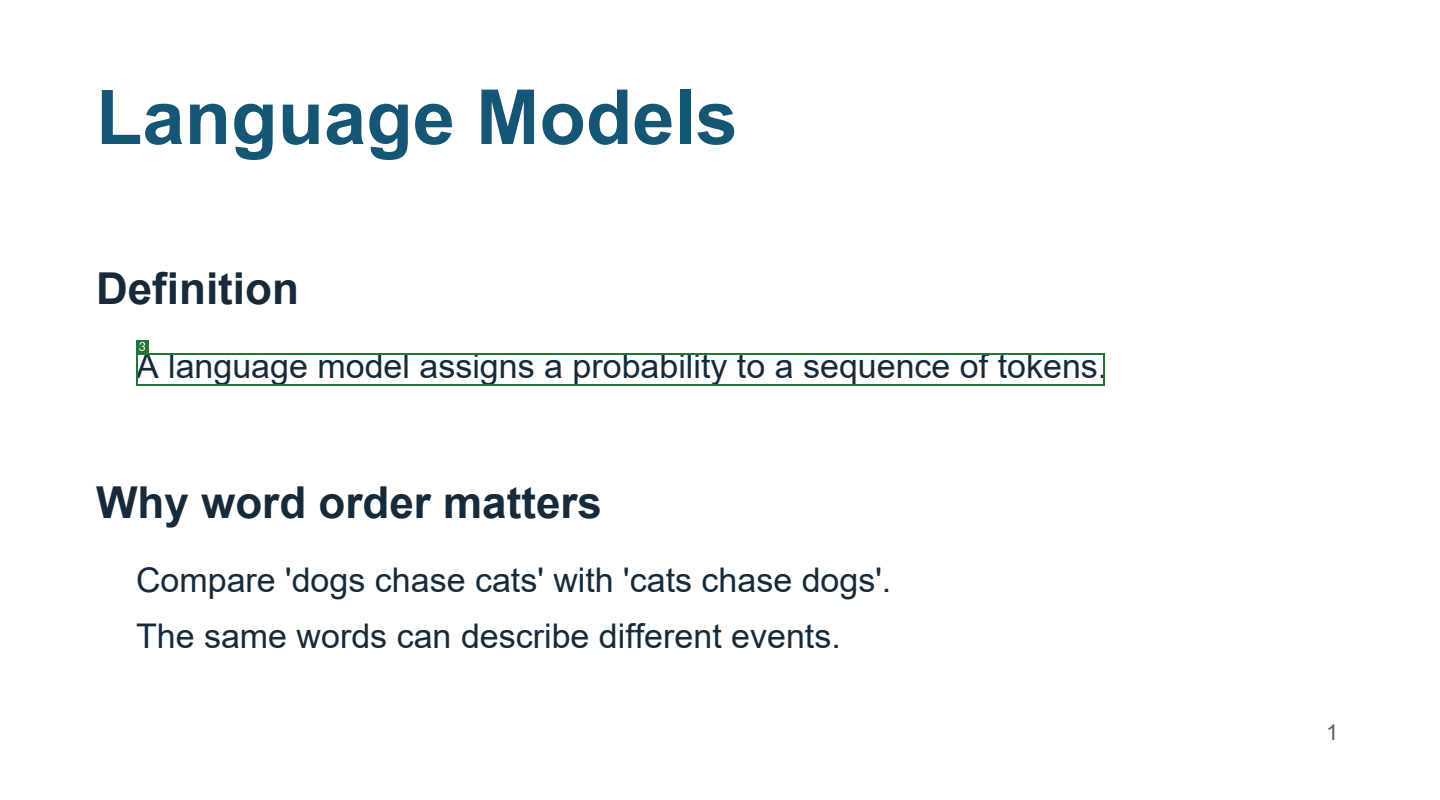 Language Models
Definition
3
A language model assigns a probability to a sequence of tokens.
Why word order matters
Compare 'dogs chase cats' with 'cats chase dogs'.
The same words can describe different events.
1